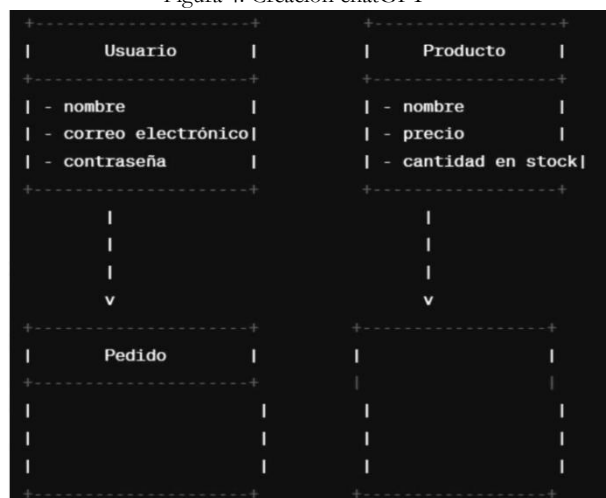 Figura 4. Creación chatGPT
Usuario
Producto
- nombre
- correo electrónico
- contraseña
- nombre
- precio
- cantidad en stock
v
v
Pedido